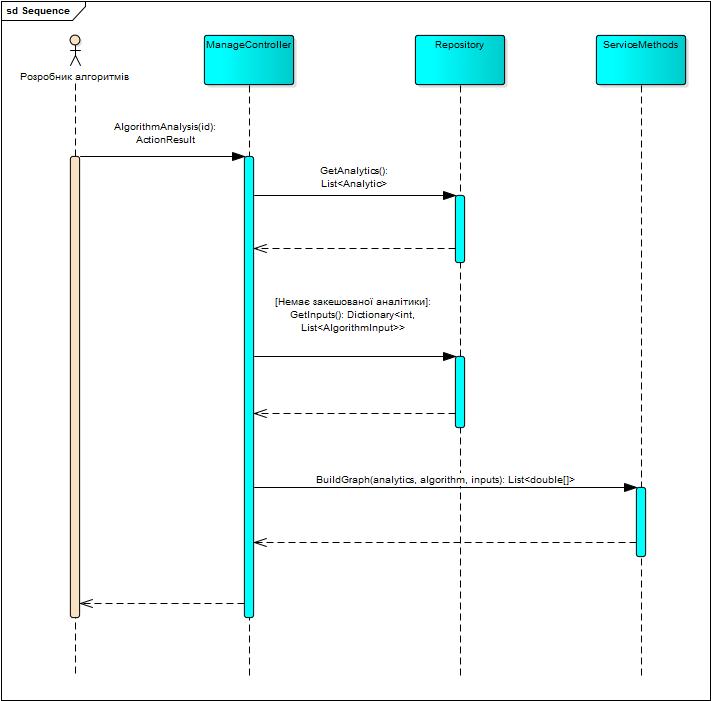 sd Sequence
Розробник алгоритмів
ManageController
Repository
ServiceMethods
AlgorithmAnalysis(id):
ActionResult
GetAnalytics():
List<Analytic>
[Немає закешованої аналітики]:
GetInputs(): Dictionary<int,
List<AlgorithmInput>>
BuildGraph(analytics, algorithm, inputs): List<double[]>